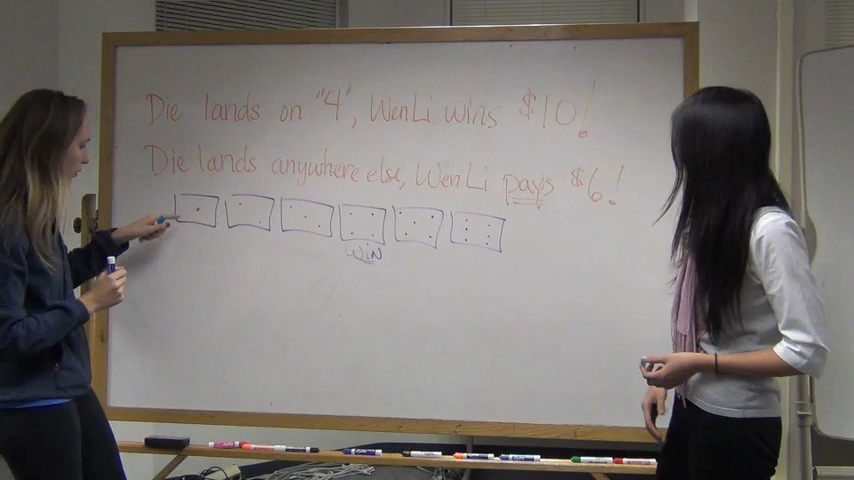 Die lands on "4", WenLi wins $10!
Die lands anywhere else, WenLi pays $6!
WIN